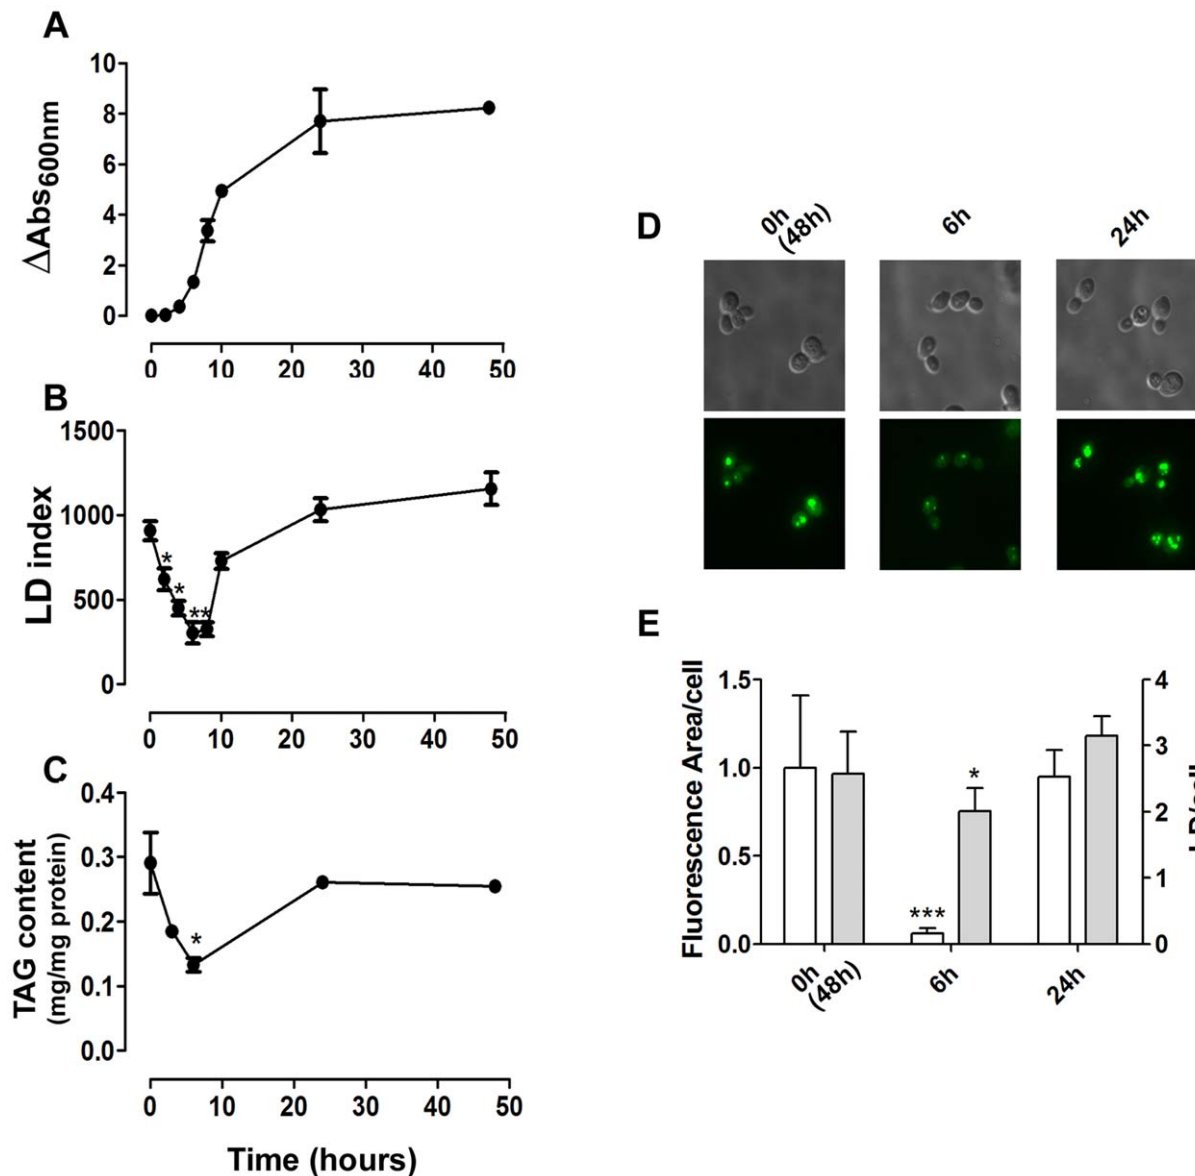 A
10
8
6
4
2
0
ΔAbs600nm
0 10 20 30 40 50
B
1500
1000
500
0
LD index
*
*
**
0 10 20 30 40 50
C
0.4
0.3
0.2
0.1
0.0
TAG content
(mg/mg protein)
*
0 10 20 30 40 50
Time (hours)
D
0h
(48h)
6h
24h
E
1.5
1.0
0.5
0.0
Fluorescence Area/cell
***
*
4
3
2
1
0
0h
(48h)
6h
24h